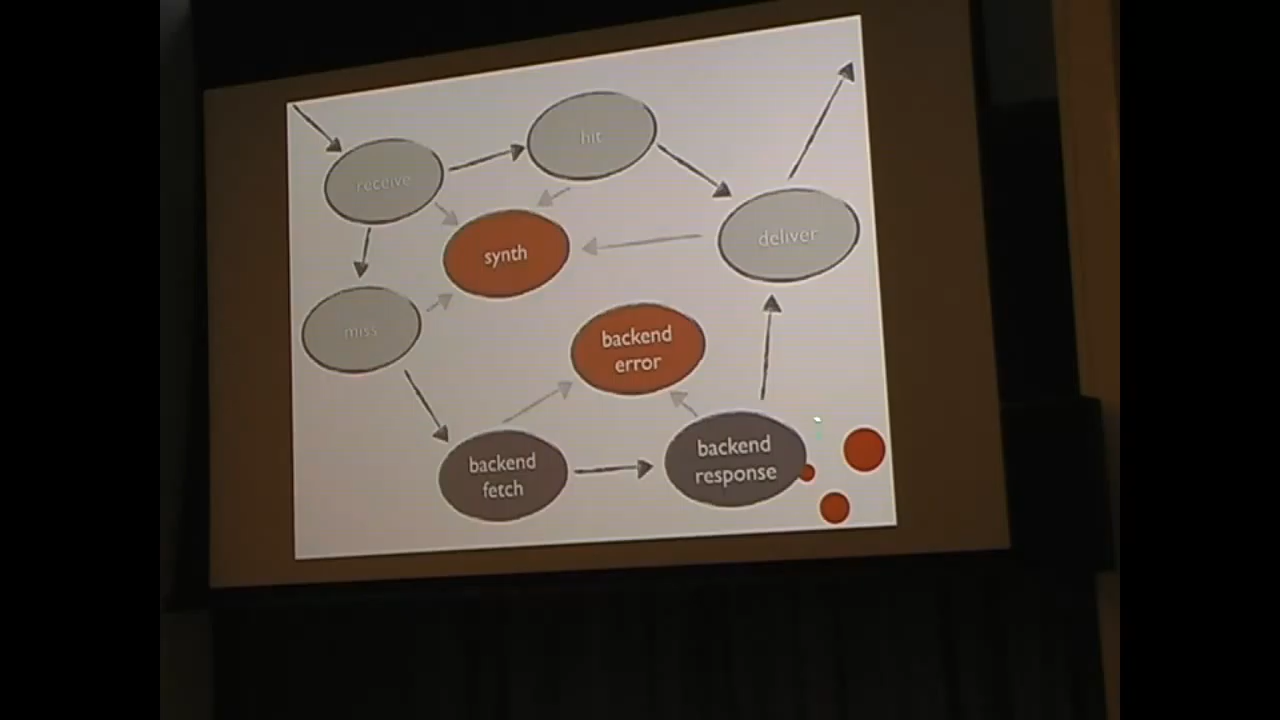 hit
receive
deliver
synth
miss
backend
error
backend
response
backend
fetch